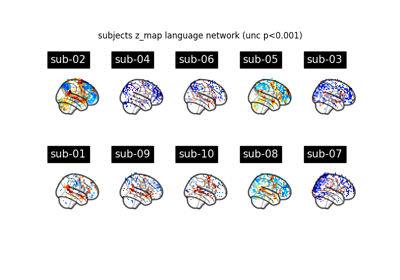 subjects z_map language network (unc p<0.001)
sub-02 sub-04 sub-06 sub-05 sub-03
sub-01 sub-09 sub-10 sub-08 sub-07